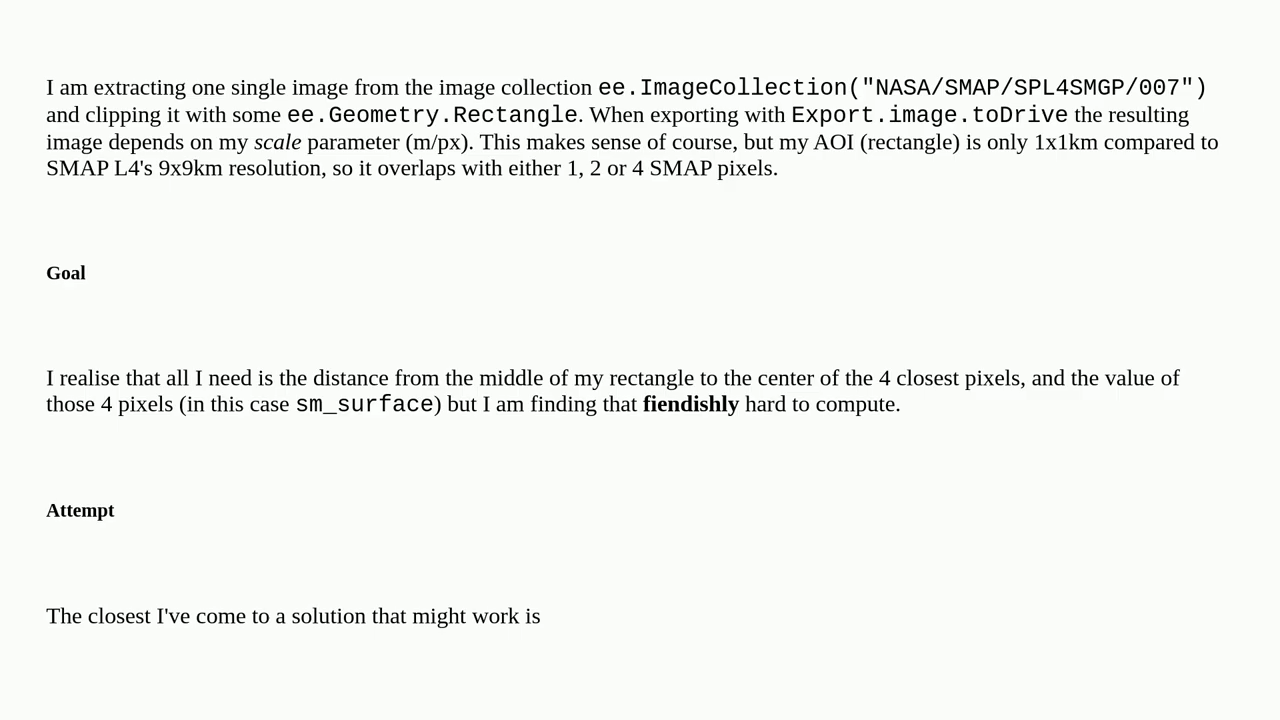 I am extracting one single image from the image collection ee.ImageCollection("NASA/SMAP/SPL4SMGP/007")
and clipping it with some ee.Geometry.Rectangle. When exporting with Export.image.toDrive the resulting
image depends on my scale parameter (m/px). This makes sense of course, but my AOI (rectangle) is only 1x1km compared to
SMAP L4's 9x9km resolution, so it overlaps with either 1, 2 or 4 SMAP pixels.
Goal
I realise that all I need is the distance from the middle of my rectangle to the center of the 4 closest pixels, and the value of
those 4 pixels (in this case sm_surface) but I am finding that fiendishly hard to compute.
Attempt
The closest I've come to a solution that might work is